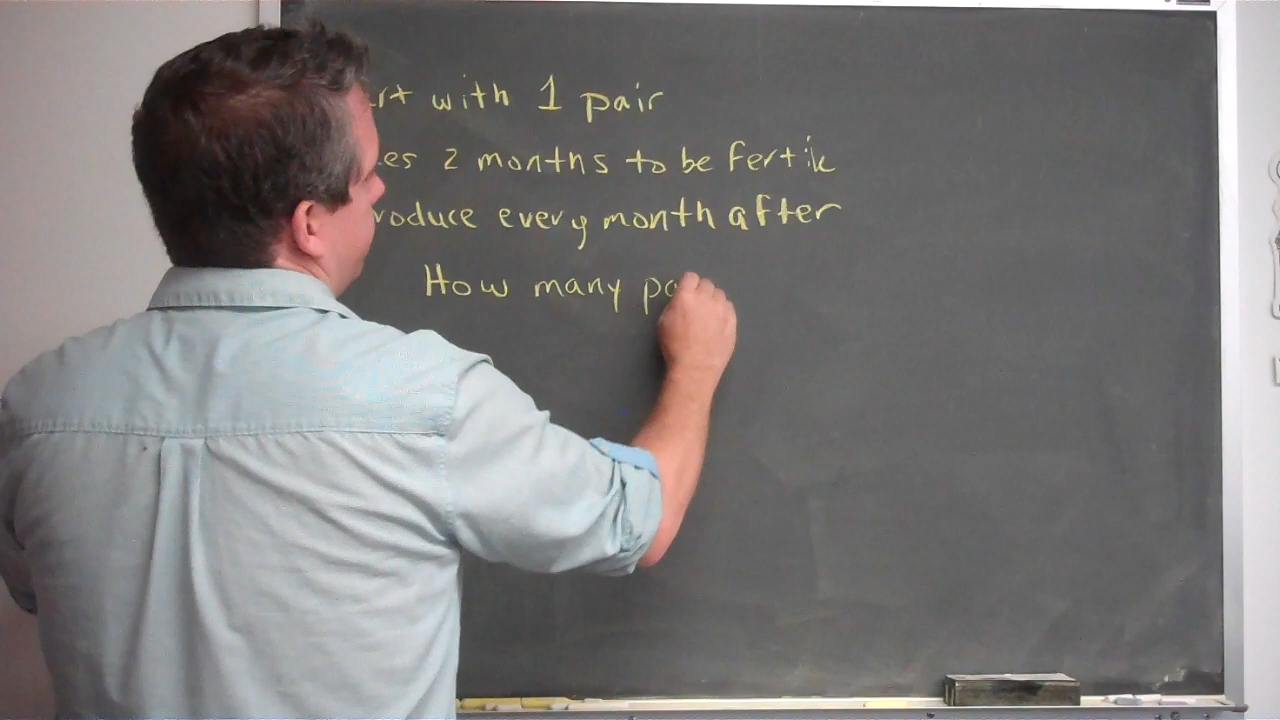 rt with 1 pair
es 2 months to be fertile
roduce every month after
How many pa